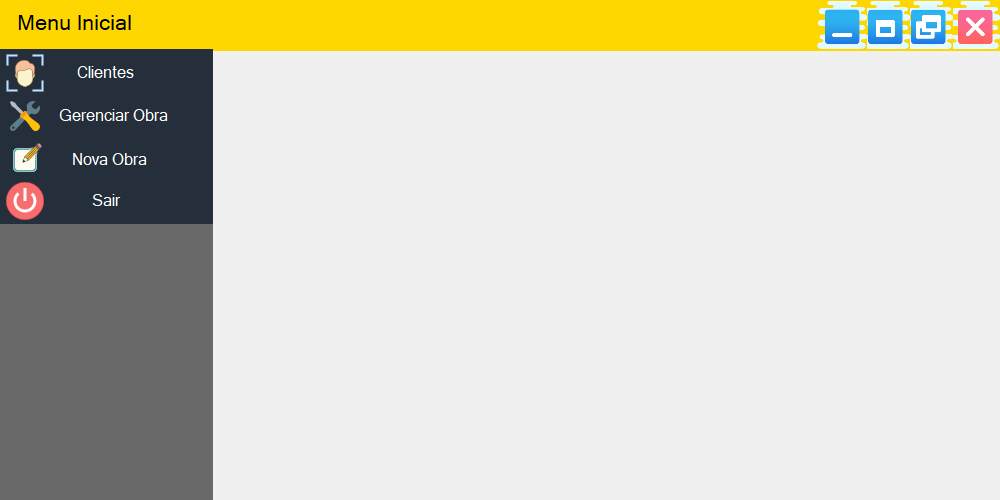 Menu Inicial
Clientes
Gerenciar Obra
Nova Obra
Sair